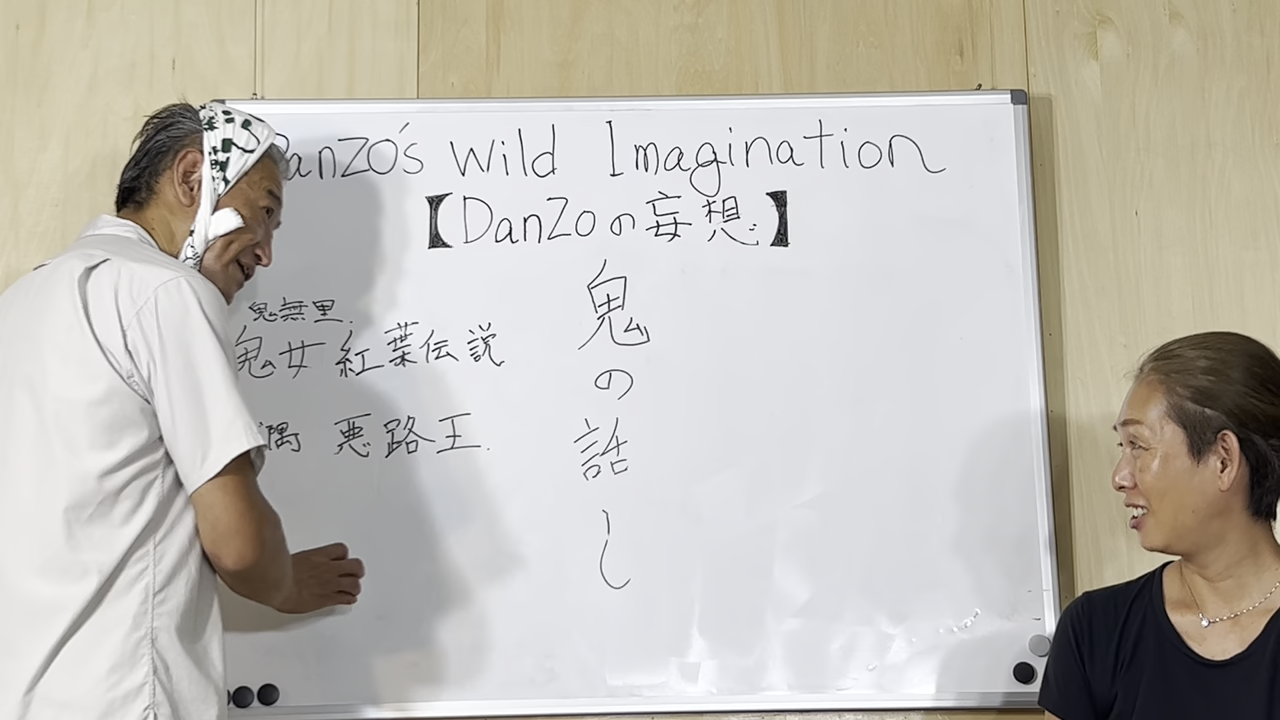 anzo's Wild Imagination
【DanZoの妄想】
鬼の話し
鬼無里.
鬼女 紅葉伝説
隅 悪路王.